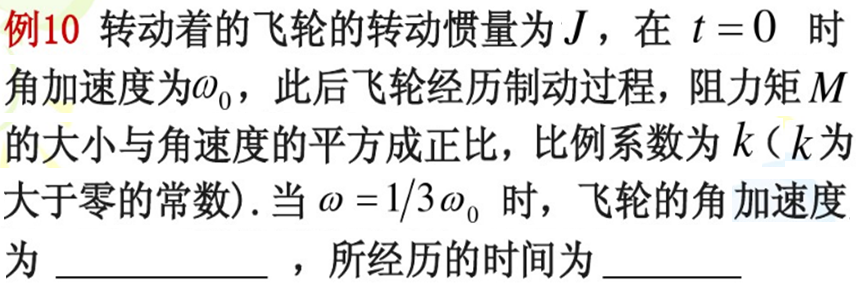 例10 转动着的飞轮的转动惯量为J，在 t=0 时
角加速度为ω₀，此后飞轮经历制动过程，阻力矩M
的大小与角速度的平方成正比，比例系数为k（k为
大于零的常数).当 ω=1/3ω₀ 时，飞轮的角加速度
为 ____________ ，所经历的时间为 ________